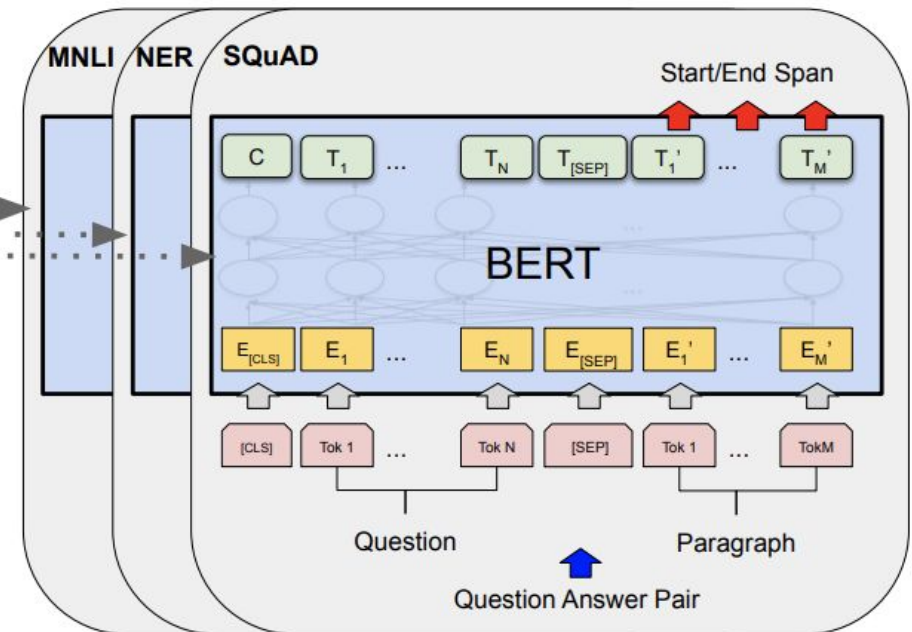 MNLI NER SQuAD
Start/End Span
C T1 ... TN T[SEP] T1’ ... TM’
...
BERT
...
E[CLS] E1 ... EN E[SEP] E1’ ... EM’
[CLS] Tok 1 ... Tok N [SEP] Tok 1 ... TokM
Question Paragraph
Question Answer Pair